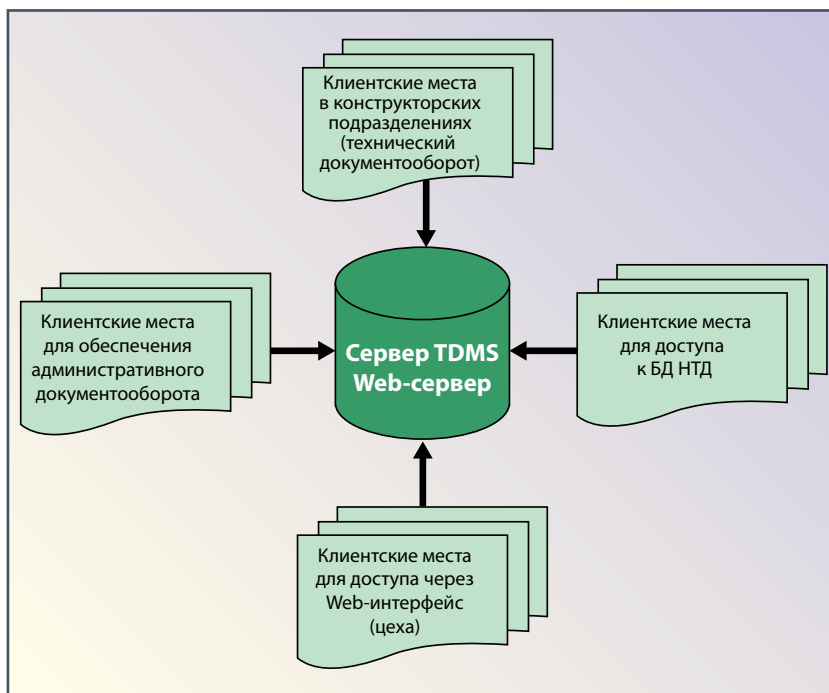 Клиентские места
в конструкторских
подразделениях
(технический
документооборот)
Клиентские места
для обеспечения
административного
документооборота
Сервер TDMS
Web-сервер
Клиентские места
для доступа
к БД НТД
Клиентские места
для доступа через
Web-интерфейс
(цеха)